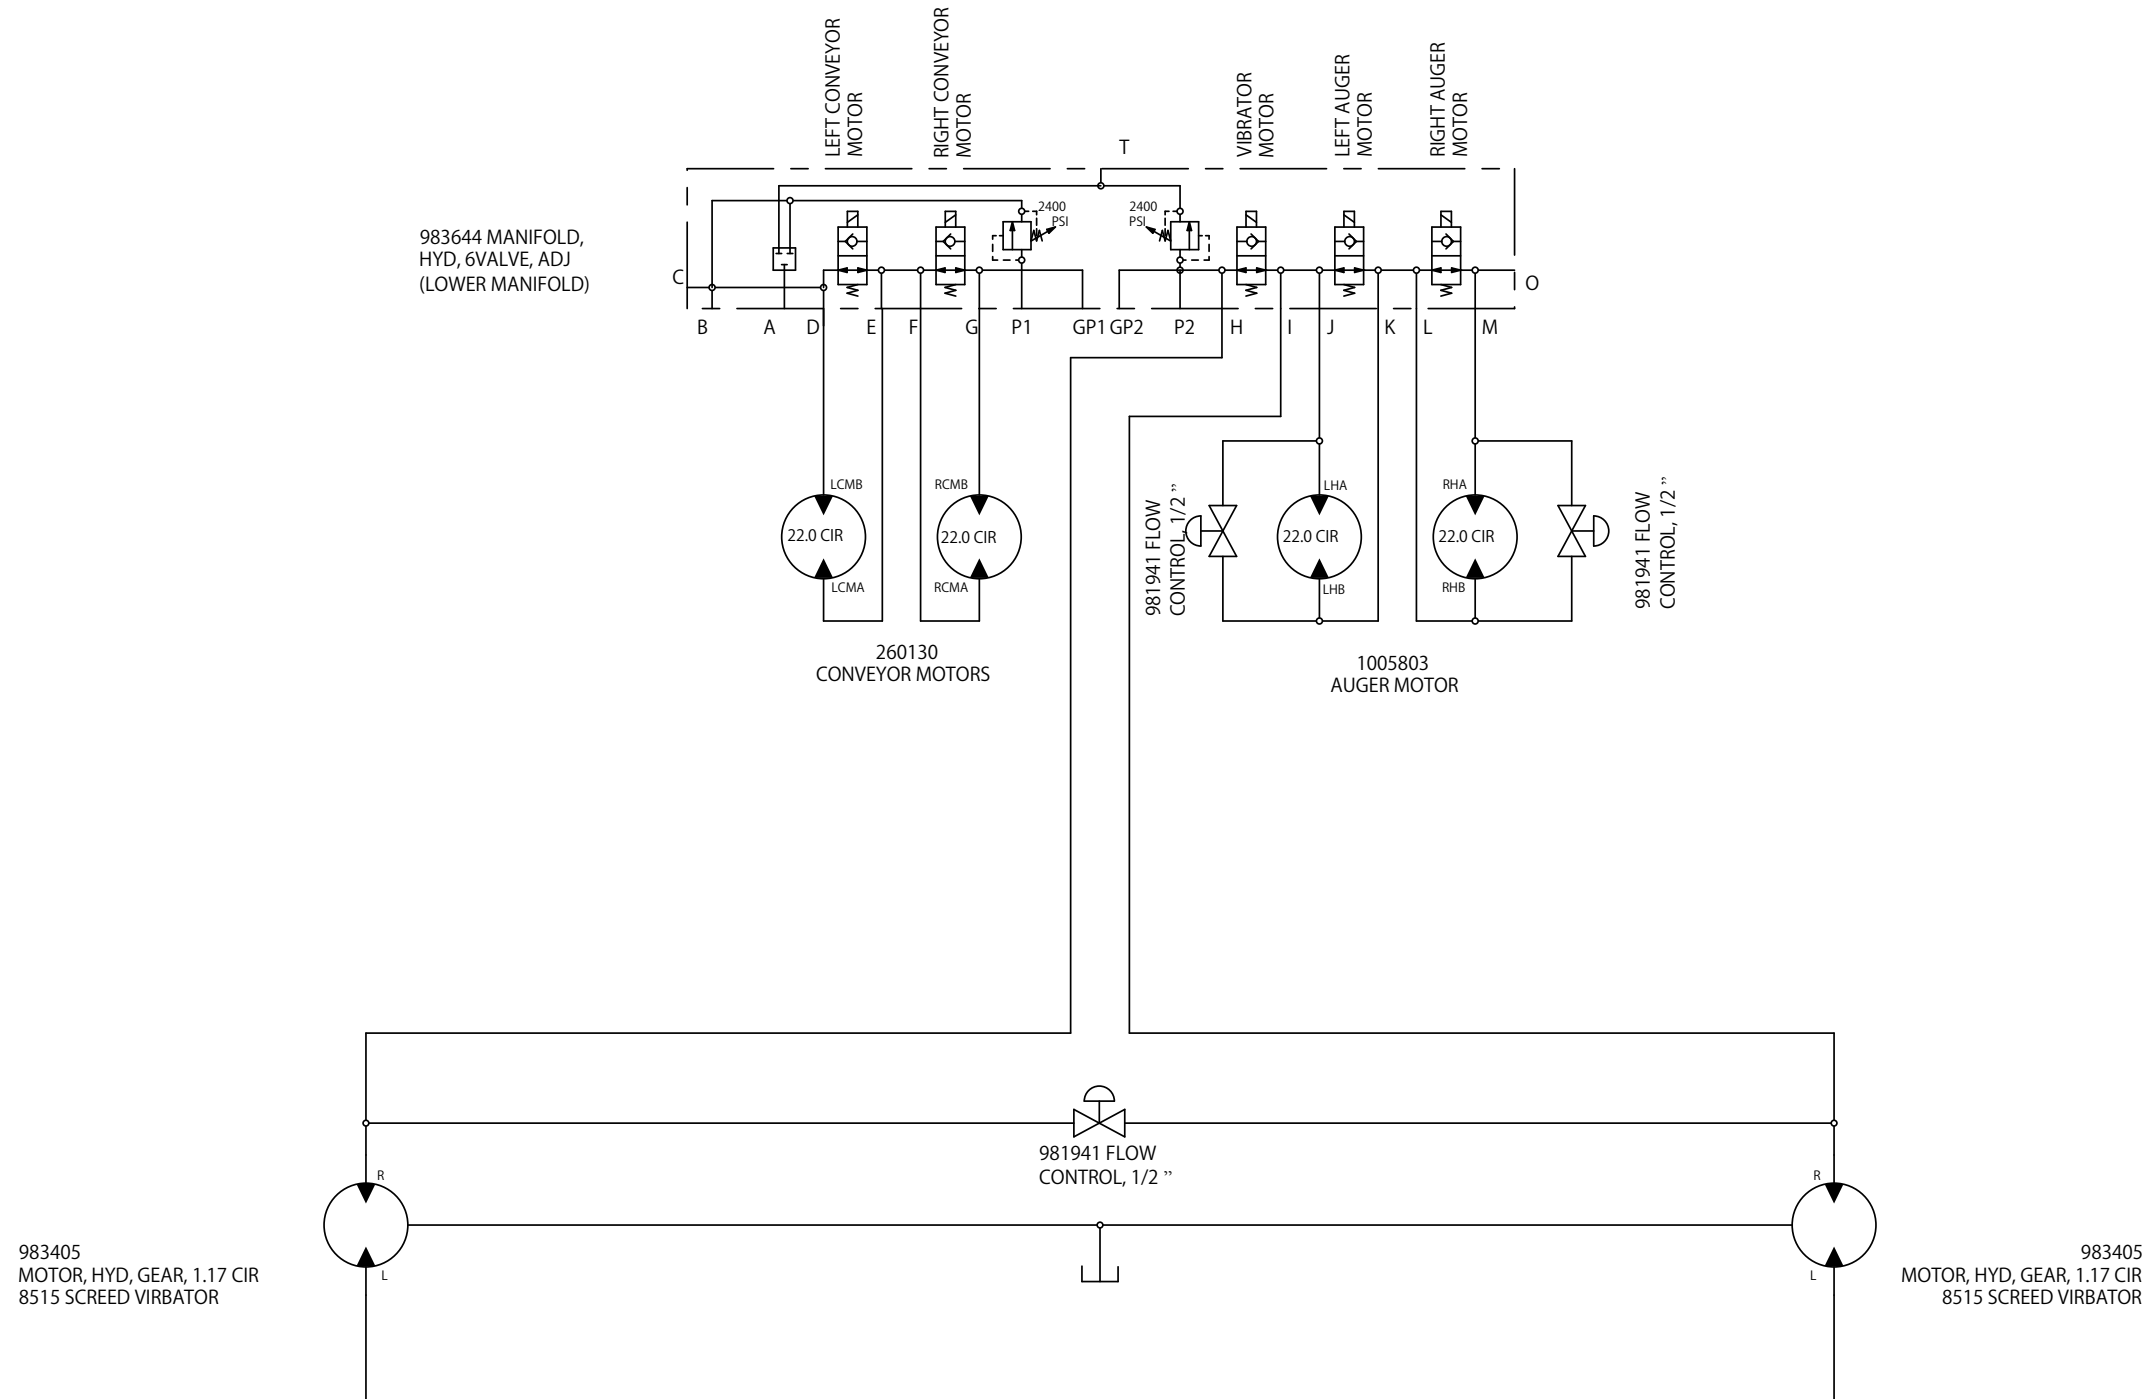 LEFT CONVEYOR
MOTOR
RIGHT CONVEYOR
MOTOR
T
VIBRATOR
MOTOR
LEFT AUGER
MOTOR
RIGHT AUGER
MOTOR
983644 MANIFOLD,
HYD, 6VALVE, ADJ
(LOWER MANIFOLD)
2400
PSI
2400
PSI
C
O
B
A
D
E
F
G
P1
GP1
GP2
P2
H
I
J
K
L
M
LCMB
22.0 CIR
LCMA
RCMB
22.0 CIR
RCMA
260130
CONVEYOR MOTORS
981941 FLOW
CONTROL, 1/2 ”
LHA
22.0 CIR
LHB
RHA
22.0 CIR
RHB
981941 FLOW
CONTROL, 1/2 ”
1005803
AUGER MOTOR
981941 FLOW
CONTROL, 1/2 ”
R
L
983405
MOTOR, HYD, GEAR, 1.17 CIR
8515 SCREED VIRBATOR
R
L
983405
MOTOR, HYD, GEAR, 1.17 CIR
8515 SCREED VIRBATOR